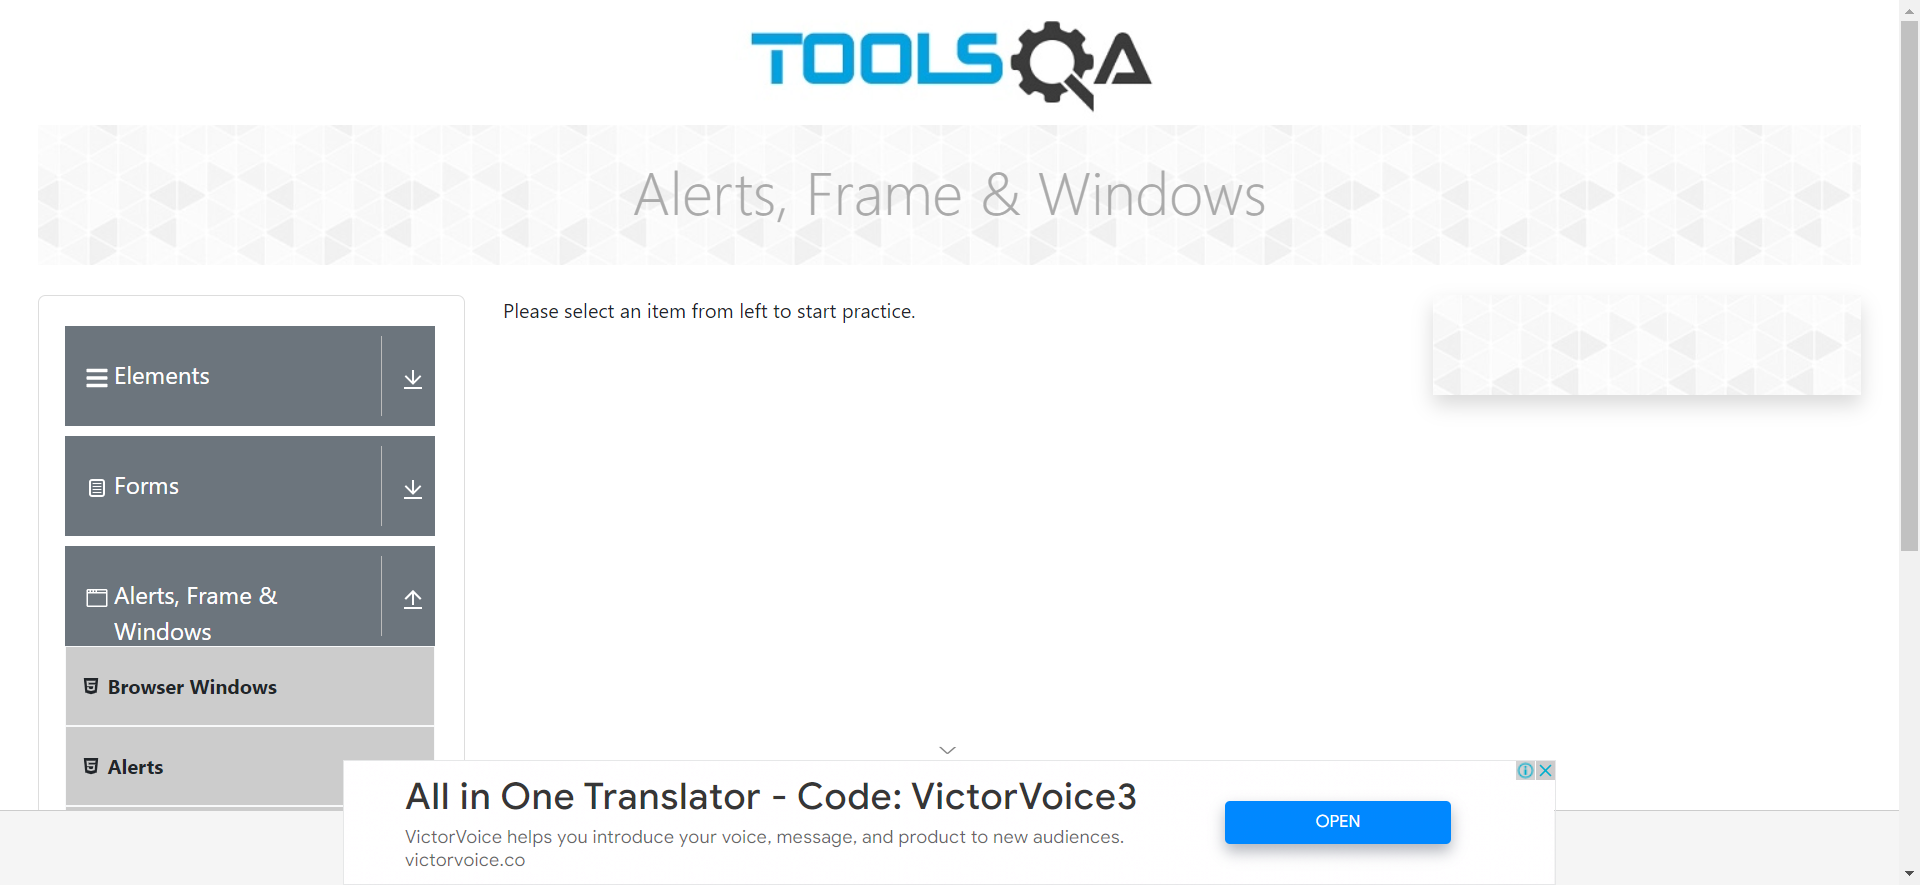 TOOLSQA
Alerts, Frame & Windows
Please select an item from left to start practice.
Elements
Forms
Alerts, Frame &
Windows
Browser Windows
Alerts
All in One Translator - Code: VictorVoice3
VictorVoice helps you introduce your voice, message, and product to new audiences.
victorvoice.co
OPEN